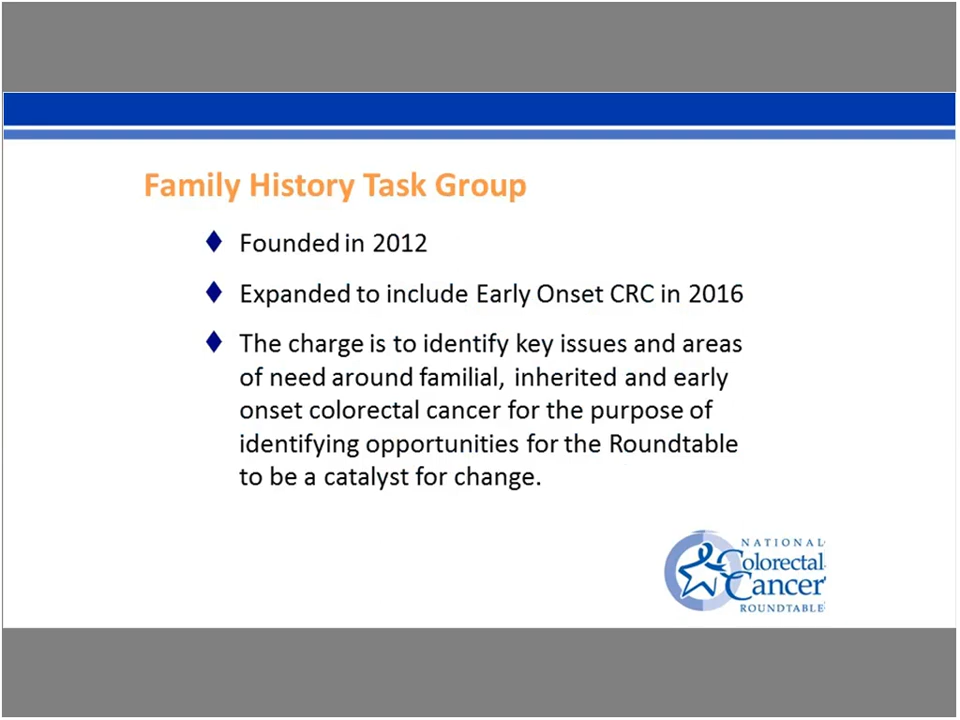 Family History Task Group
Founded in 2012
Expanded to include Early Onset CRC in 2016
The charge is to identify key issues and areas
of need around familial, inherited and early
onset colorectal cancer for the purpose of
identifying opportunities for the Roundtable
to be a catalyst for change.
NATIONAL
Colorectal
Cancer
ROUNDTABLE